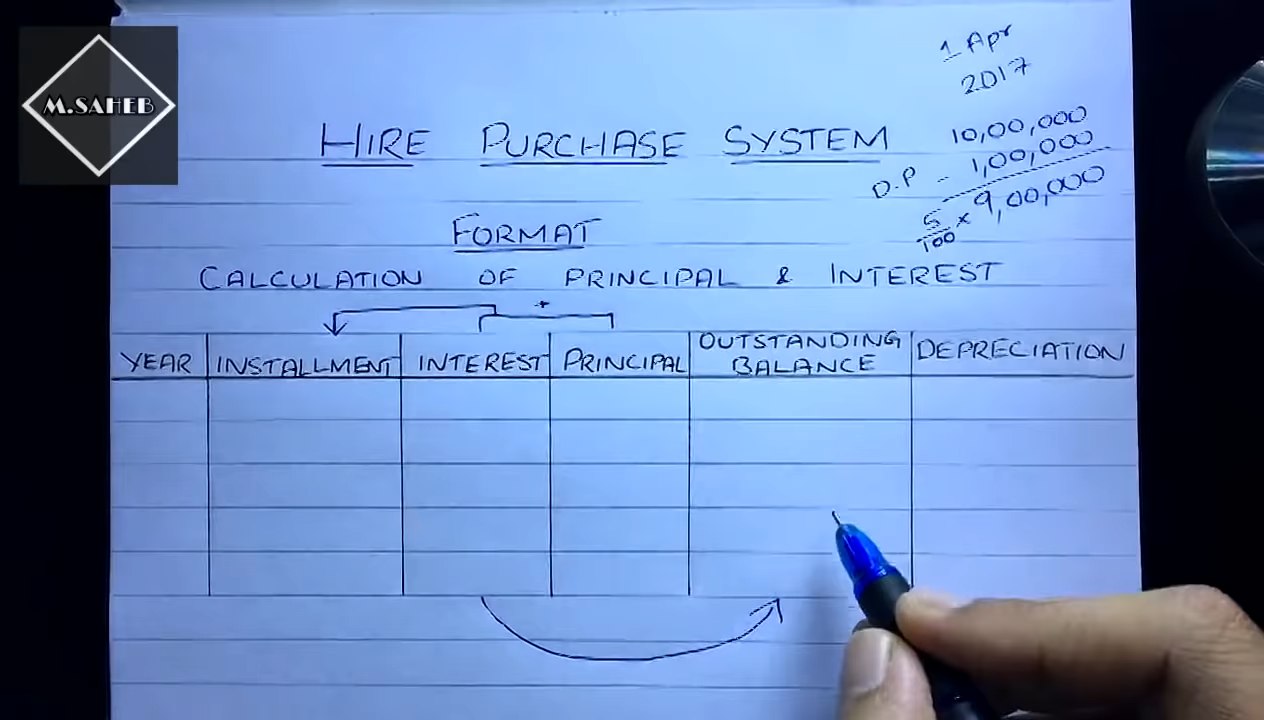 M.SAHEB
1 Apr
2017
HIRE PURCHASE SYSTEM
10,00,000
D.P - 1,00,000
5/100 × 9,00,000
FORMAT
CALCULATION OF PRINCIPAL & INTEREST
+
YEAR INSTALLMENT INTEREST PRINCIPAL OUTSTANDING BALANCE DEPRECIATION